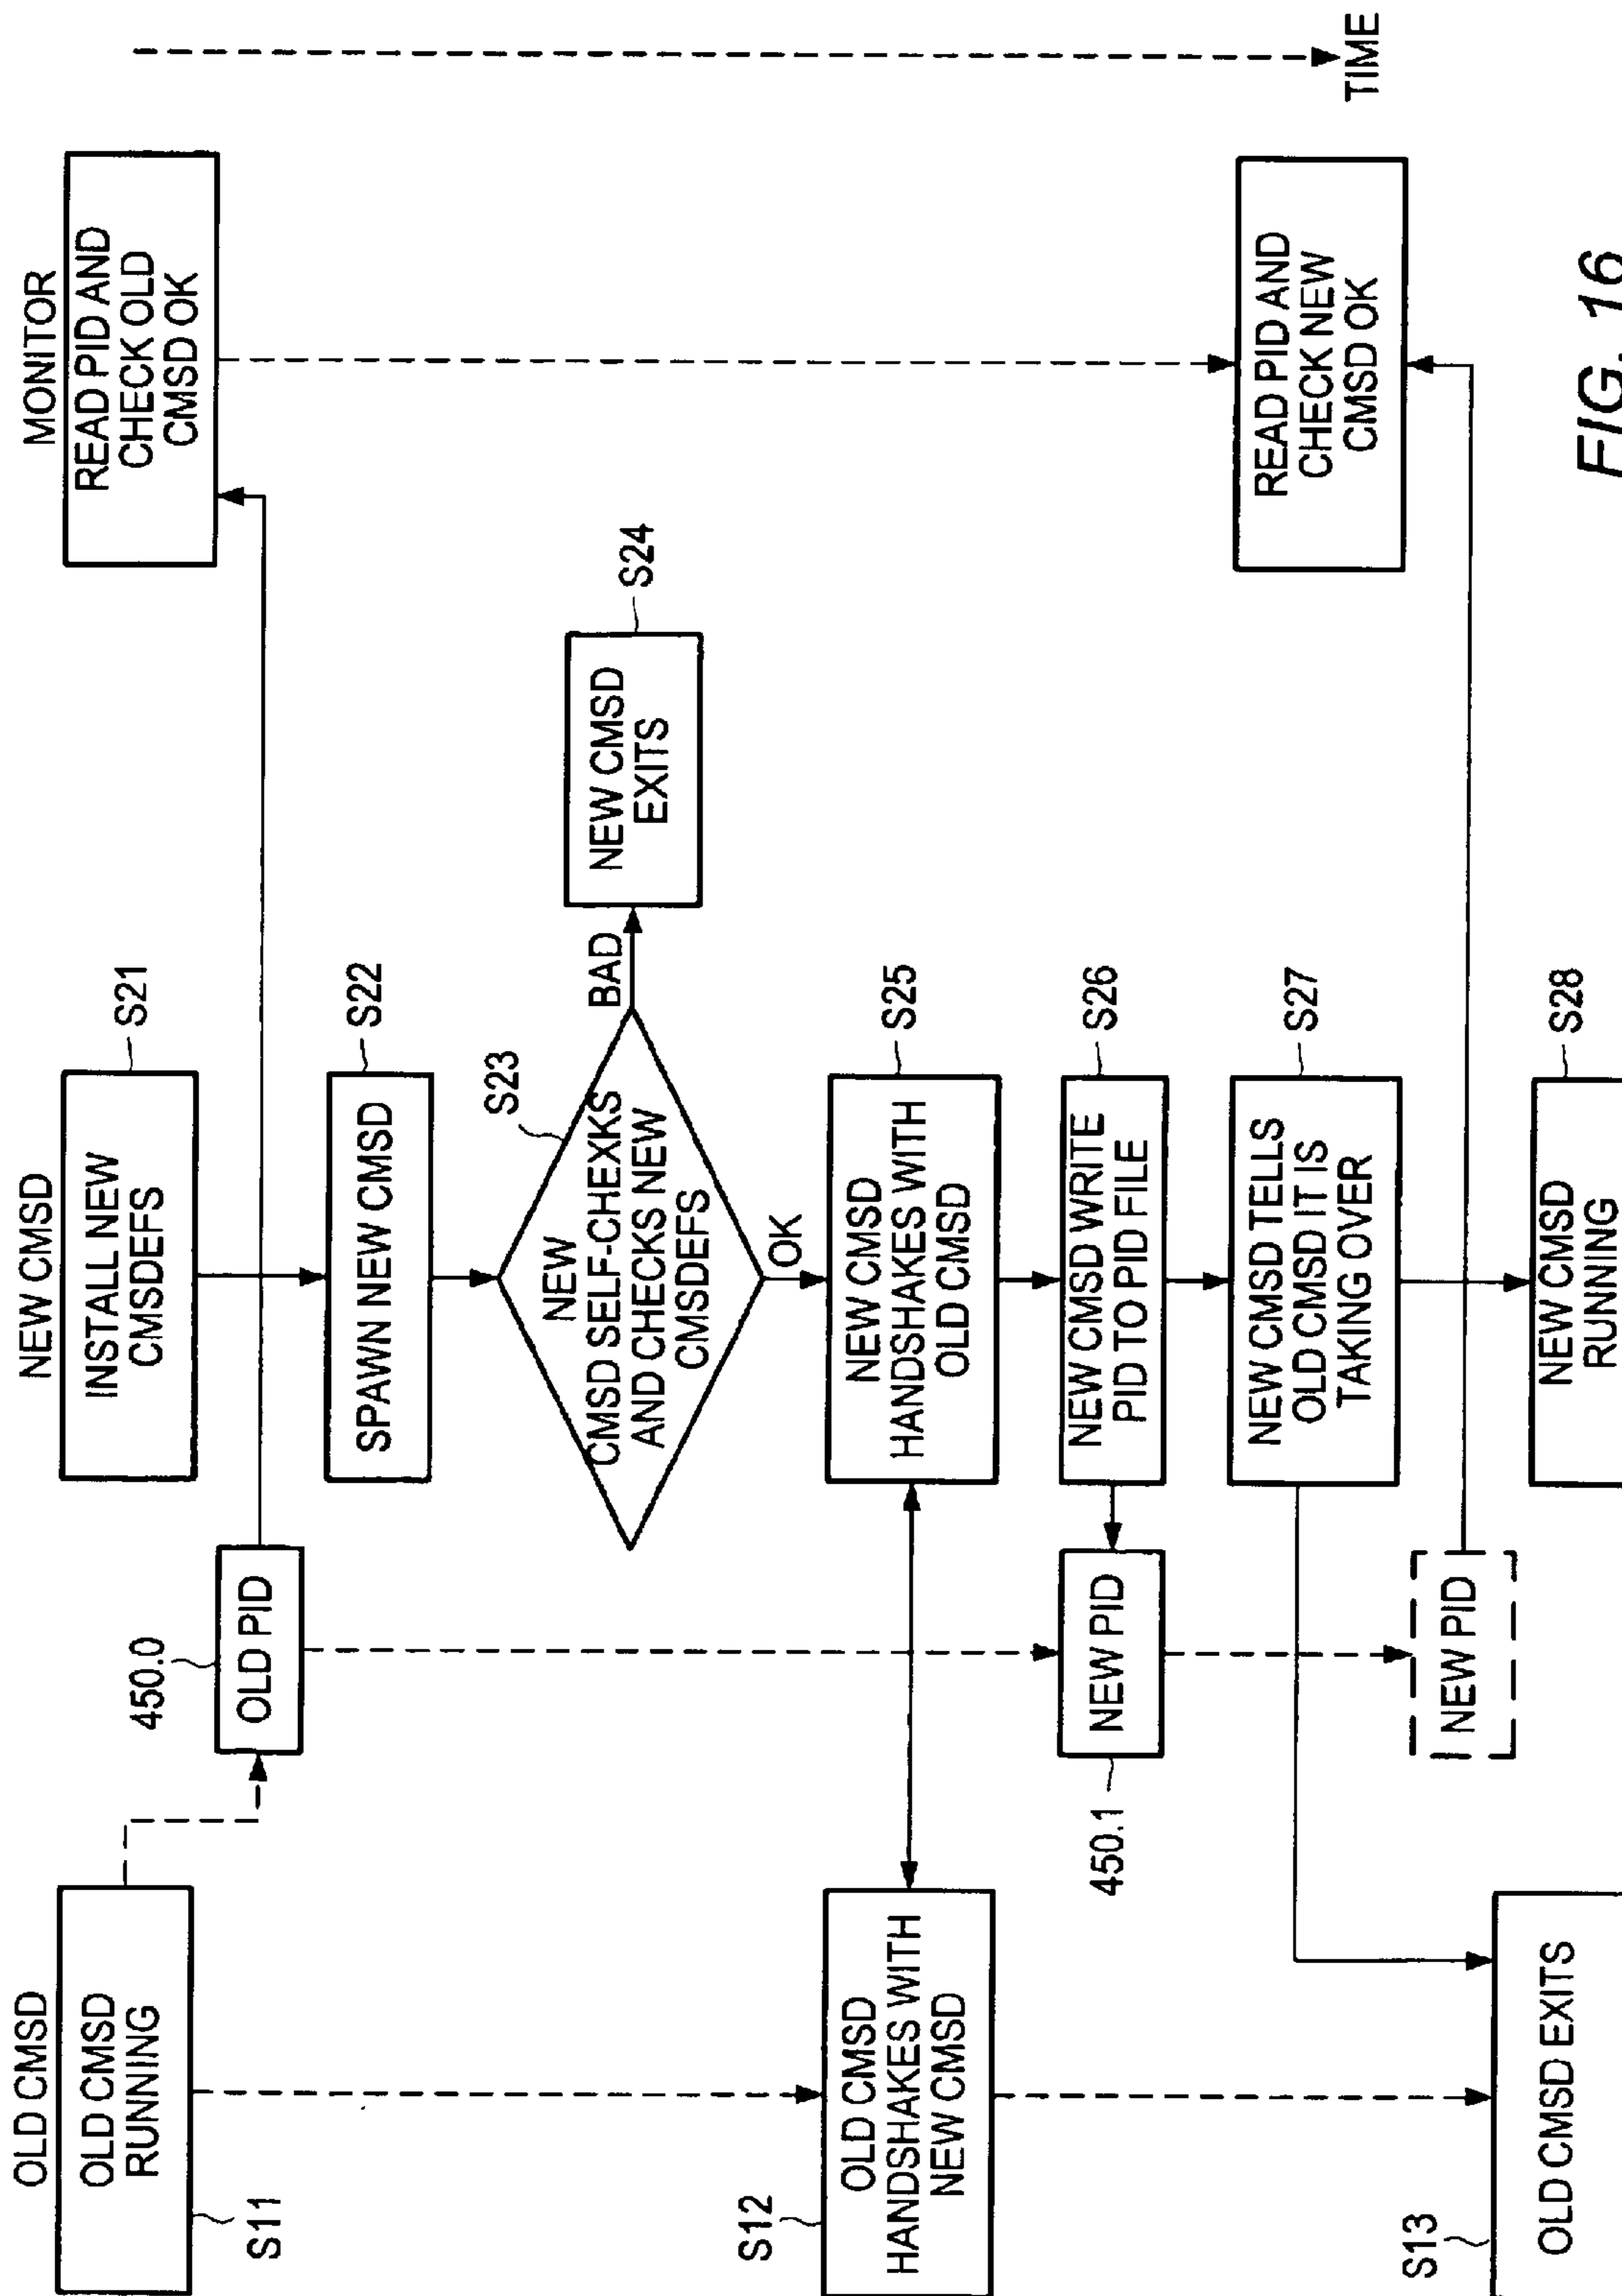 OLD CMSD
OLD CMSD
RUNNING
S11
450.0
OLD PID
NEW CMSD
INSTALL NEW
CMSDEFS
S21
MONITOR
READ PID AND
CHECK OLD
CMSD OK
SPAWN NEW CMSD
S22
S23
NEW
CMSD SELF-CHEXKS
AND CHECKS NEW
CMSDEFS
BAD
NEW CMSD
EXITS
S24
OK
S12
OLD CMSD
HANDSHAKES WITH
NEW CMSD
NEW CMSD
HANDSHAKES WITH
OLD CMSD
S25
450.1
NEW PID
NEW CMSD WRITE
PID TO PID FILE
S26
NEW CMSD TELLS
OLD CMSD IT IS
TAKING OVER
S27
READ PID AND
CHECK NEW
CMSD OK
TIME
S13
OLD CMSD EXITS
NEW PID
NEW CMSD
RUNNING
S28
FIG. 16